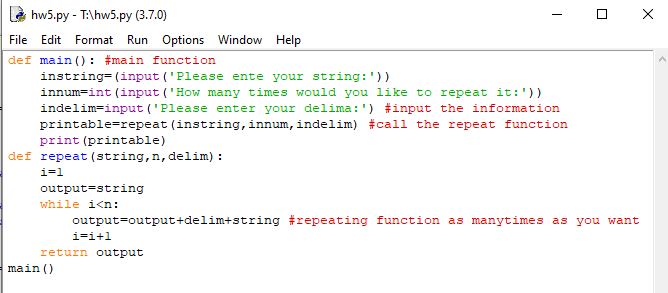 hw5.py - T:\hw5.py (3.7.0)
File Edit Format Run Options Window Help
def main(): #main function
    instring=(input('Please ente your string:'))
    innum=int(input('How many times would you like to repeat it:'))
    indelim=input('Please enter your delima:') #input the information
    printable=repeat(instring,innum,indelim) #call the repeat function
    print(printable)
def repeat(string,n,delim):
    i=1
    output=string
    while i<n:
        output=output+delim+string #repeating function as manytimes as you want
        i=i+1
    return output
main()